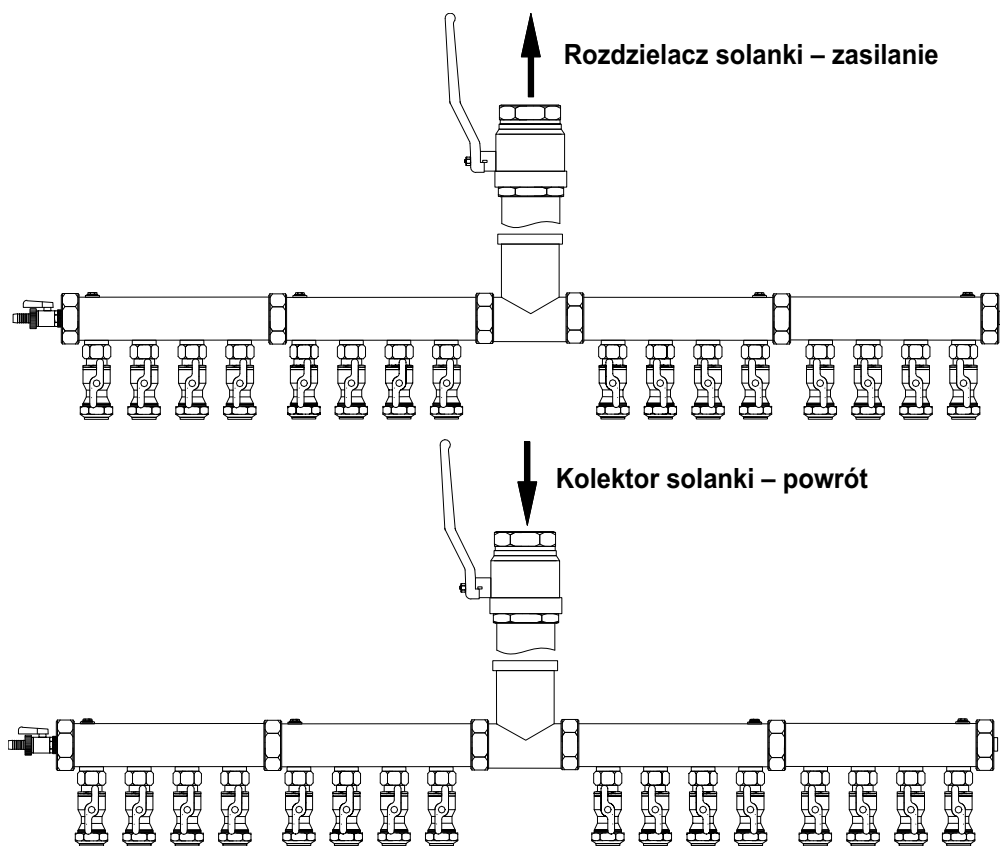 Rozdzielacz solanki – zasilanie
Kolektor solanki – powrót